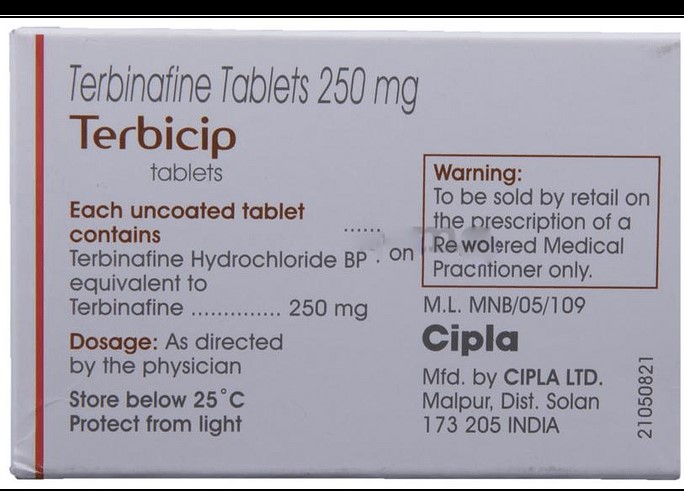 Terbinafine Tablets 250 mg
Terbicip
tablets
Each uncoated tablet
contains ......
Terbinafine Hydrochloride BP . on
equivalent to
Terbinafine .............. 250 mg
Dosage: As directed
by the physician
Store below 25°C
Protect from light
Warning:
To be sold by retail on
the prescription of a
Medical
only.
M.L. MNB/05/109
Cipla
Mfd. by CIPLA LTD.
Malpur, Dist. Solan
173 205 INDIA
21050821